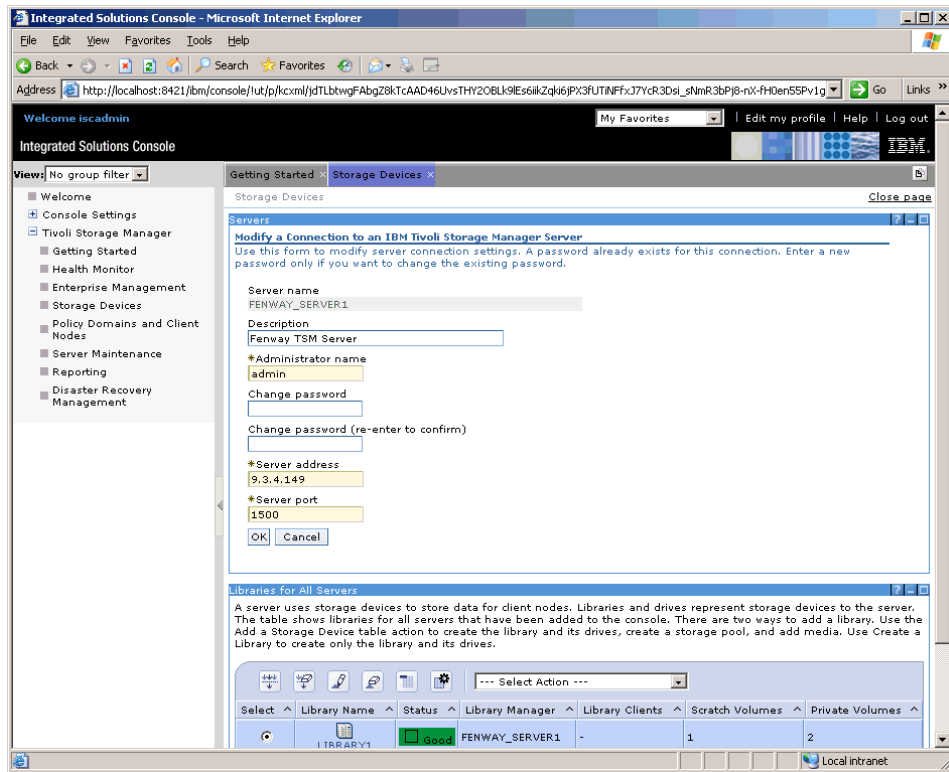 Integrated Solutions Console - Microsoft Internet Explorer
File Edit View Favorites Tools Help
Back Search Favorites
Address http://localhost:8421/ibm/console/!ut/p/kcxml/jdTLbtwgFAbgZ8kTcAAD46UvsTHY2OBLk9lEs6iikZqki6jPX3fUTiNFfxJ7YcR3Dsi_sNmR3bPj8-nX-fH0en55Pv1g Go Links »
Welcome iscadmin My Favorites Edit my profile | Help | Log out
Integrated Solutions Console IBM.
View: No group filter Getting Started × Storage Devices ×
Welcome
Console Settings
Tivoli Storage Manager
Getting Started
Health Monitor
Enterprise Management
Storage Devices
Policy Domains and Client
Nodes
Server Maintenance
Reporting
Disaster Recovery
Management
Storage Devices Close page
Servers ? –
Modify a Connection to an IBM Tivoli Storage Manager Server
Use this form to modify server connection settings. A password already exists for this connection. Enter a new
password only if you want to change the existing password.
Server name
FENWAY_SERVER1
Description
Fenway TSM Server
*Administrator name
admin
Change password
Change password (re-enter to confirm)
*Server address
9.3.4.149
*Server port
1500
OK Cancel
Libraries for All Servers ? –
A server uses storage devices to store data for client nodes. Libraries and drives represent storage devices to the server.
The table shows libraries for all servers that have been added to the console. There are two ways to add a library. Use the
Add a Storage Device table action to create the library and its drives, create a storage pool, and add media. Use Create a
Library to create only the library and its drives.
--- Select Action ---
Select ^ Library Name ^ Status ^ Library Manager ^ Library Clients ^ Scratch Volumes ^ Private Volumes ^
LIBRARY1 Good FENWAY_SERVER1 - 1 2
Local intranet